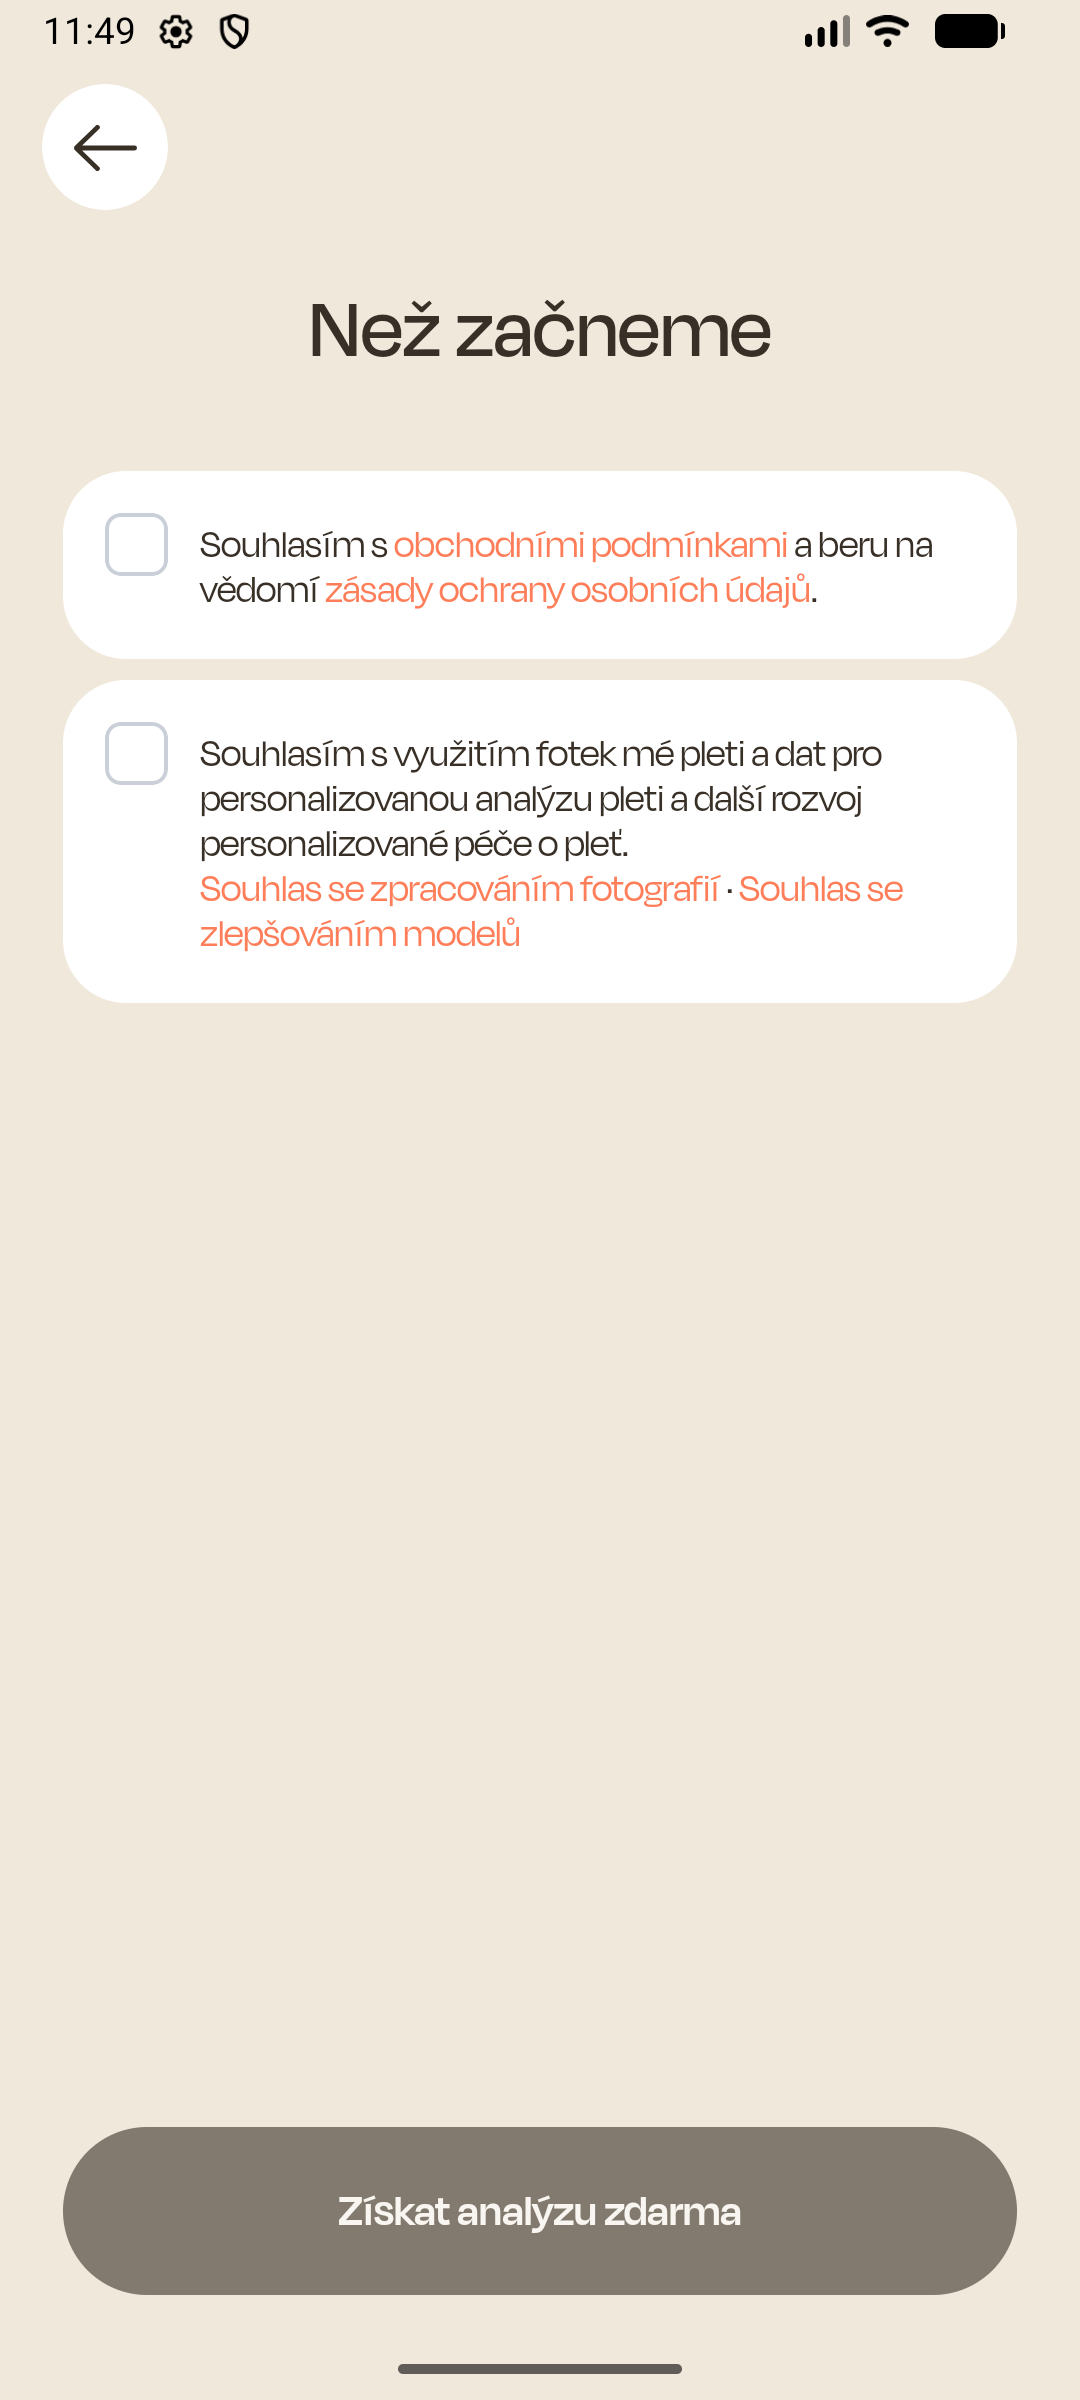 11:49
Než začneme
Souhlasím s obchodními podmínkami a beru na
vědomí zásady ochrany osobních údajů.
Souhlasím s využitím fotek mé pleti a dat pro
personalizovanou analýzu pleti a další rozvoj
personalizované péče o pleť.
Souhlas se zpracováním fotografií · Souhlas se
zlepšováním modelů
Získat analýzu zdarma